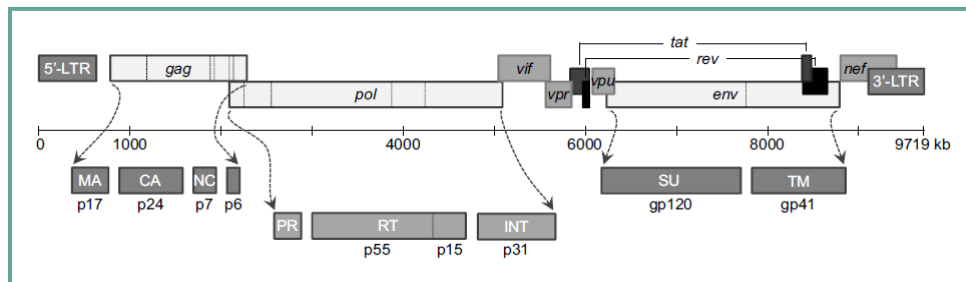 tat
rev
5'-LTR gag vif nef
pol vpr vpu env 3'-LTR
0 1000 4000 6000 8000 9719 kb
MA CA NC SU TM
p17 p24 p7 p6 gp120 gp41
PR RT INT
p55 p15 p31